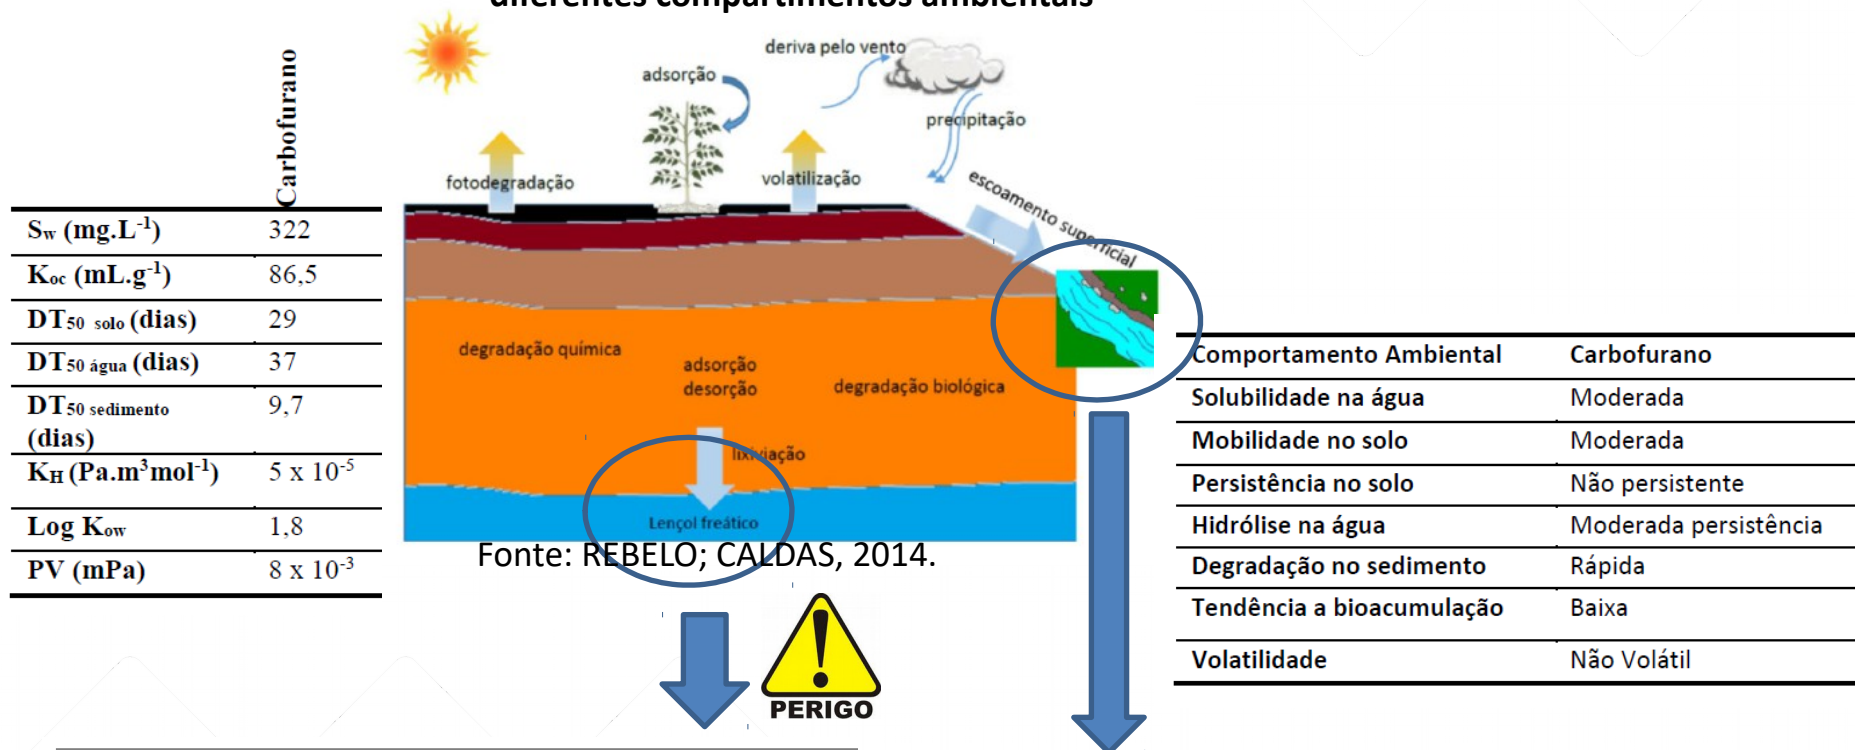 diferentes compartimentos ambientais
Carbofurano
Sw (mg.L-1) 322
Koc (mL.g-1) 86,5
DT50 solo (dias) 29
DT50 água (dias) 37
DT50 sedimento
(dias) 9,7
KH (Pa.m3mol-1) 5 x 10-5
Log Kow 1,8
PV (mPa) 8 x 10-3
deriva pelo vento
adsorção
precipitação
fotodegradação
volatilização
escoamento superficial
degradação química
adsorção
desorção
degradação biológica
lixiviação
Lençol freático
Fonte: REBELO; CALDAS, 2014.
PERIGO
Comportamento Ambiental Carbofurano
Solubilidade na água Moderada
Mobilidade no solo Moderada
Persistência no solo Não persistente
Hidrólise na água Moderada persistência
Degradação no sedimento Rápida
Tendência a bioacumulação Baixa
Volatilidade Não Volátil